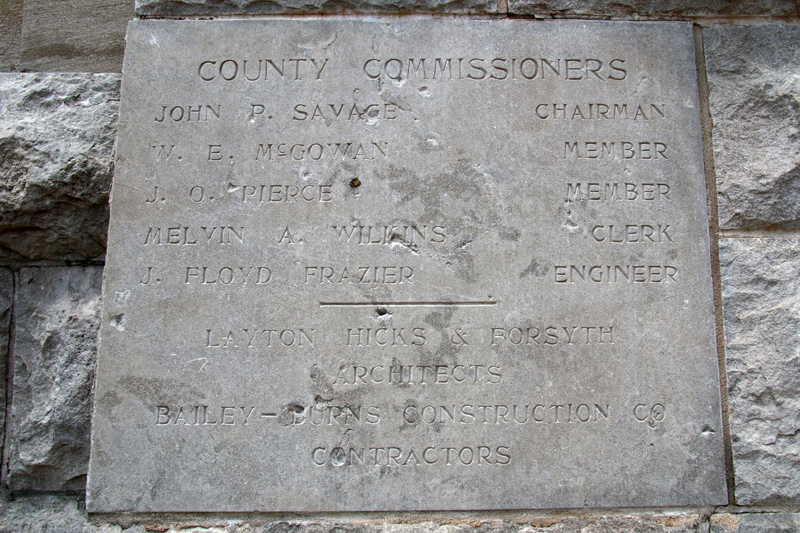 COUNTY COMMISSIONERS
JOHN P. SAVAGE CHAIRMAN
W. E. McGOWAN MEMBER
J. O. PIERCE MEMBER
MELVIN A. WILKINS CLERK
J. FLOYD FRAZIER ENGINEER
LAYTON HICKS & FORSYTH
ARCHITECTS
BAILEY-BURNS CONSTRUCTION CO
CONTRACTORS